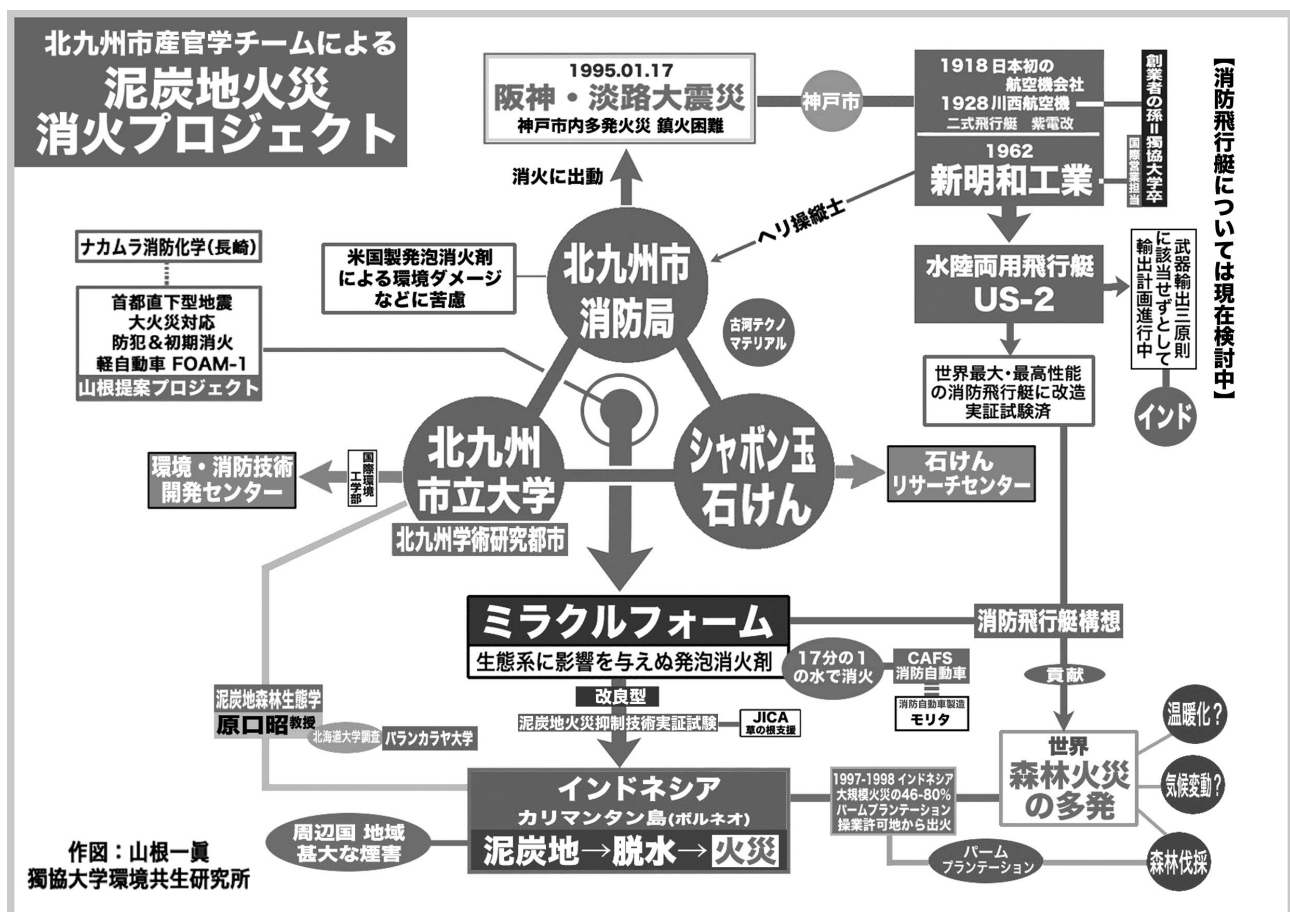 北九州市産官学チームによる
泥炭地火災
消火プロジェクト
1995.01.17
阪神・淡路大震災
神戸市内多発火災 鎮火困難
神戸市
1918 日本初の
航空機会社
1928 川西航空機
二式飛行艇 紫電改
1962
新明和工業
創業者の孫=獨協大学卒
国際営業担当
【消防飛行艇については現在検討中】
消火に出動
ヘリ操縦士
北九州市
消防局
米国製発泡消火剤
による環境ダメージ
などに苦慮
ナカムラ消防化学(長崎)
首都直下型地震
大火災対応
防犯&初期消火
軽自動車 FOAM-1
山根提案プロジェクト
古河テクノ
マテリアル
水陸両用飛行艇
US-2
武器輸出三原則
に該当せずとして
輸出計画進行中
インド
世界最大・最高性能
の消防飛行艇に改造
実証試験済
北九州
市立大学
北九州学術研究都市
国際環境
工学部
環境・消防技術
開発センター
シャボン玉
石けん
石けん
リサーチセンター
ミラクルフォーム
生態系に影響を与えぬ発泡消火剤
消防飛行艇構想
17分の1
の水で消火
CAFS
消防自動車
消防自動車製造
モリタ
貢献
改良型
泥炭地火災抑制技術実証試験
JICA
草の根支援
泥炭地森林生態学
原口昭教授
北海道大学調査
パランカラヤ大学
インドネシア
カリマンタン島(ボルネオ)
泥炭地→脱水→火災
周辺国 地域
甚大な煙害
1997-1998 インドネシア
大規模火災の46-80%
パームプランテーション
操業許可地から出火
世界
森林火災
の多発
温暖化?
気候変動?
森林伐採
パーム
プランテーション
作図:山根一眞
獨協大学環境共生研究所